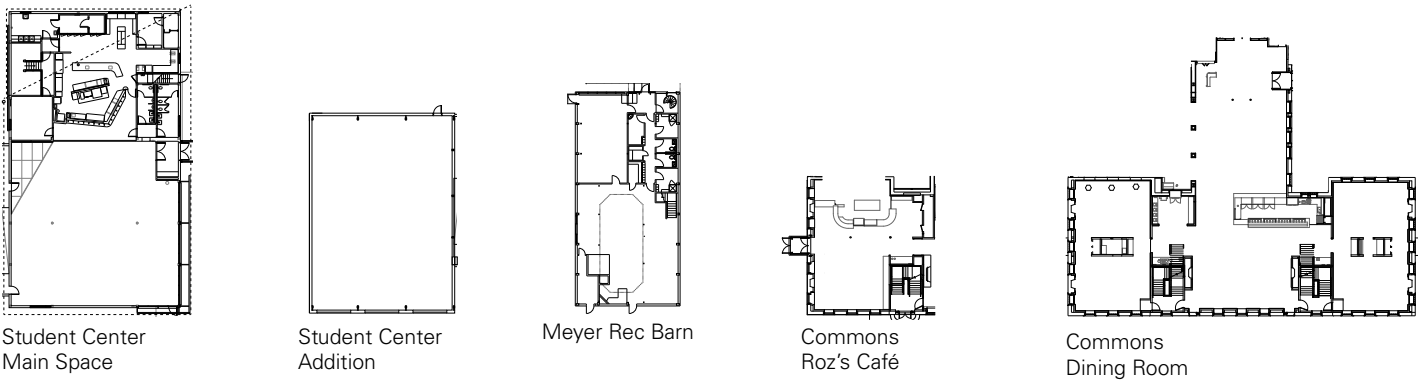 Student Center
Main Space
Student Center
Addition
Meyer Rec Barn
Commons
Roz's Café
Commons
Dining Room